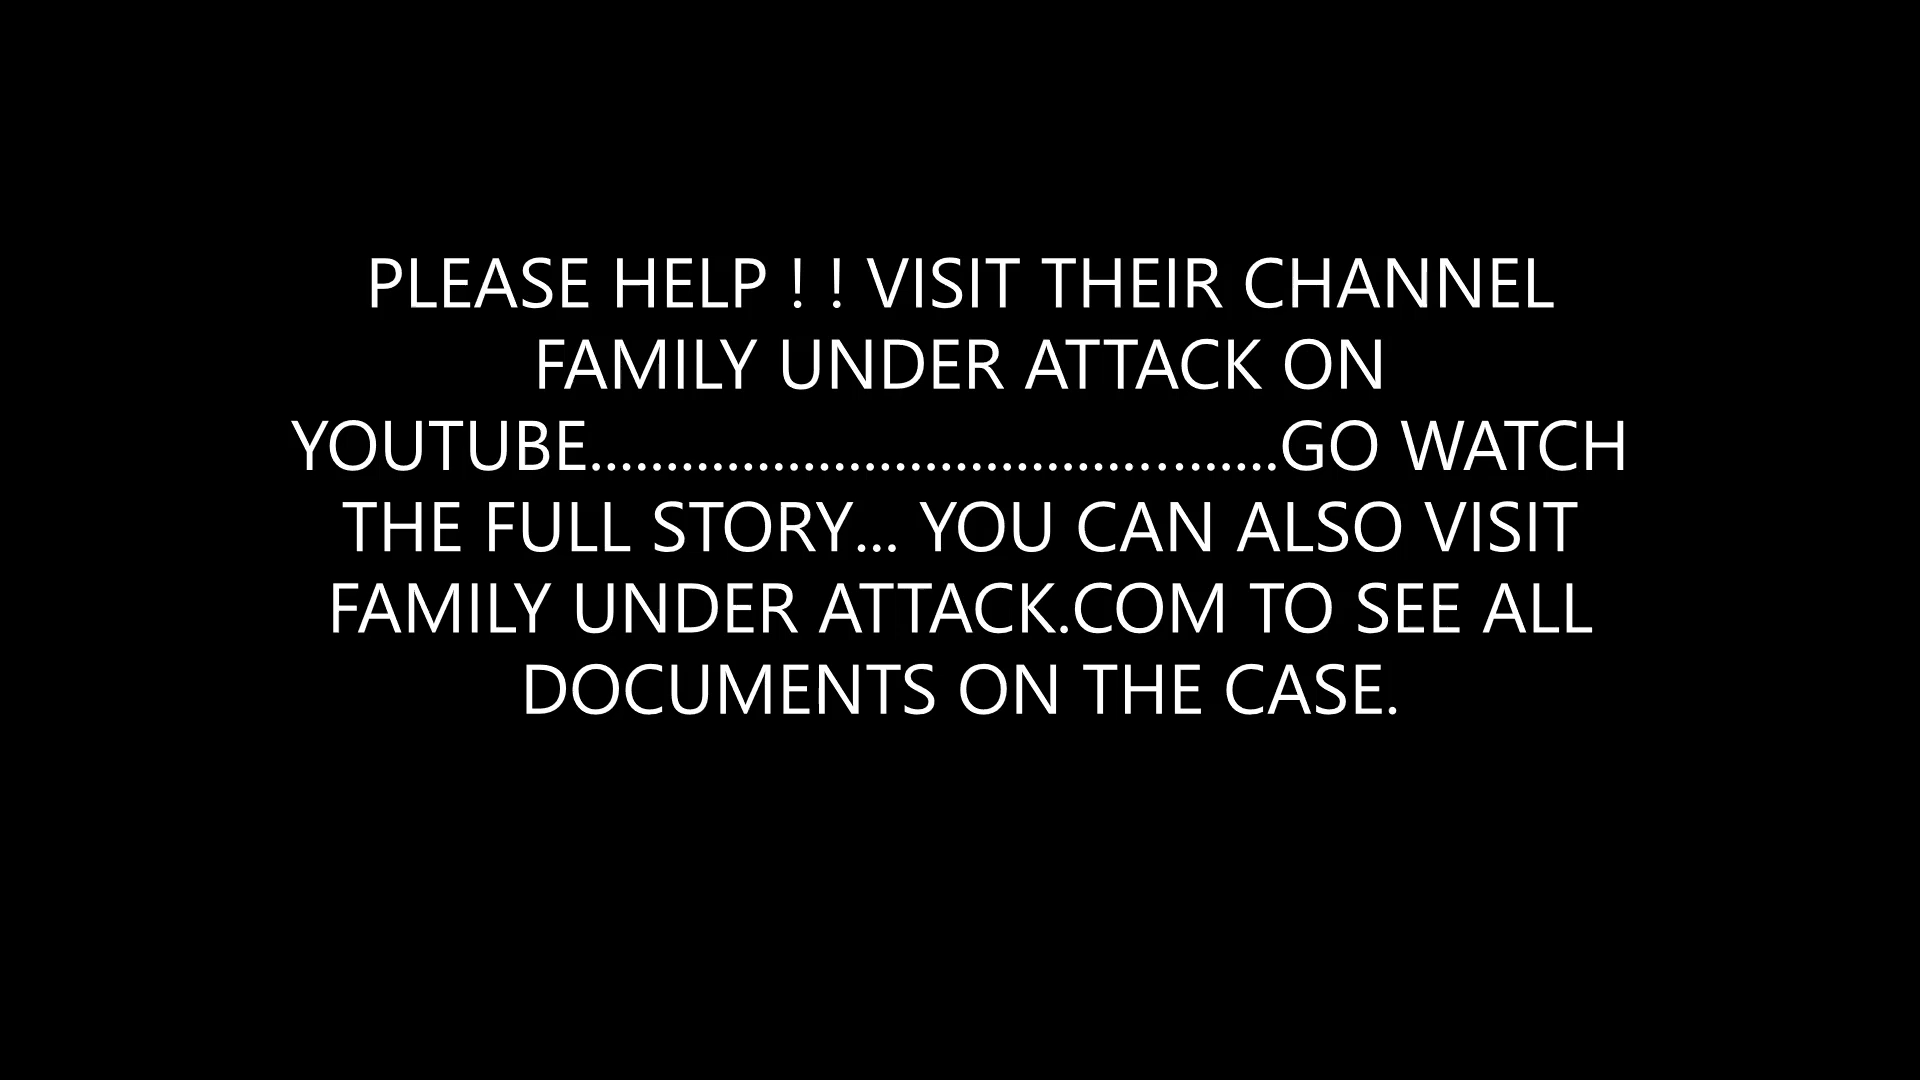 PLEASE HELP ! ! VISIT THEIR CHANNEL
FAMILY UNDER ATTACK ON
YOUTUBE.............................................GO WATCH
THE FULL STORY... YOU CAN ALSO VISIT
FAMILY UNDER ATTACK.COM TO SEE ALL
DOCUMENTS ON THE CASE.